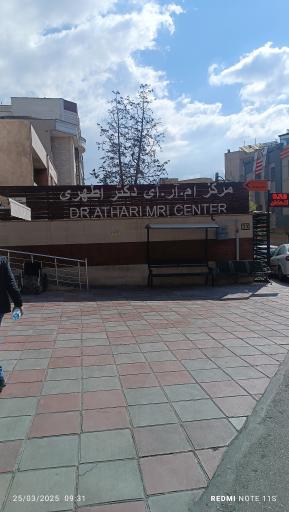 مرکز ام.آر.آی دکتر اطهری
DR.ATHARI MRI CENTER
25/03/2025 09:31
REDMI NOTE 11S